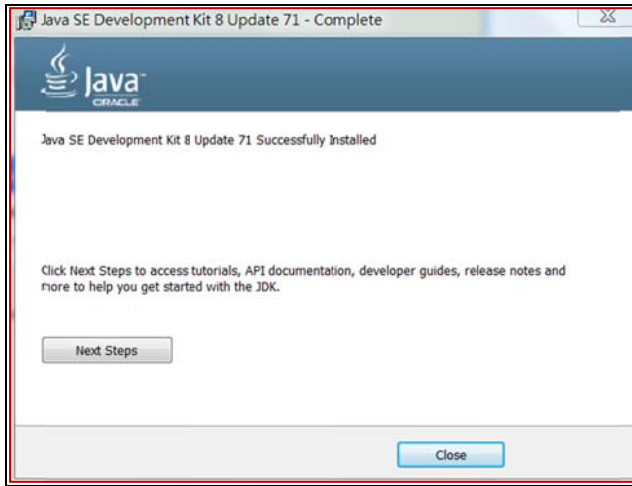 Java SE Development Kit 8 Update 71 - Complete
Java
ORACLE
Java SE Development Kit 8 Update 71 Successfully Installed
Click Next Steps to access tutorials, API documentation, developer guides, release notes and
more to help you get started with the JDK.
Next Steps
Close